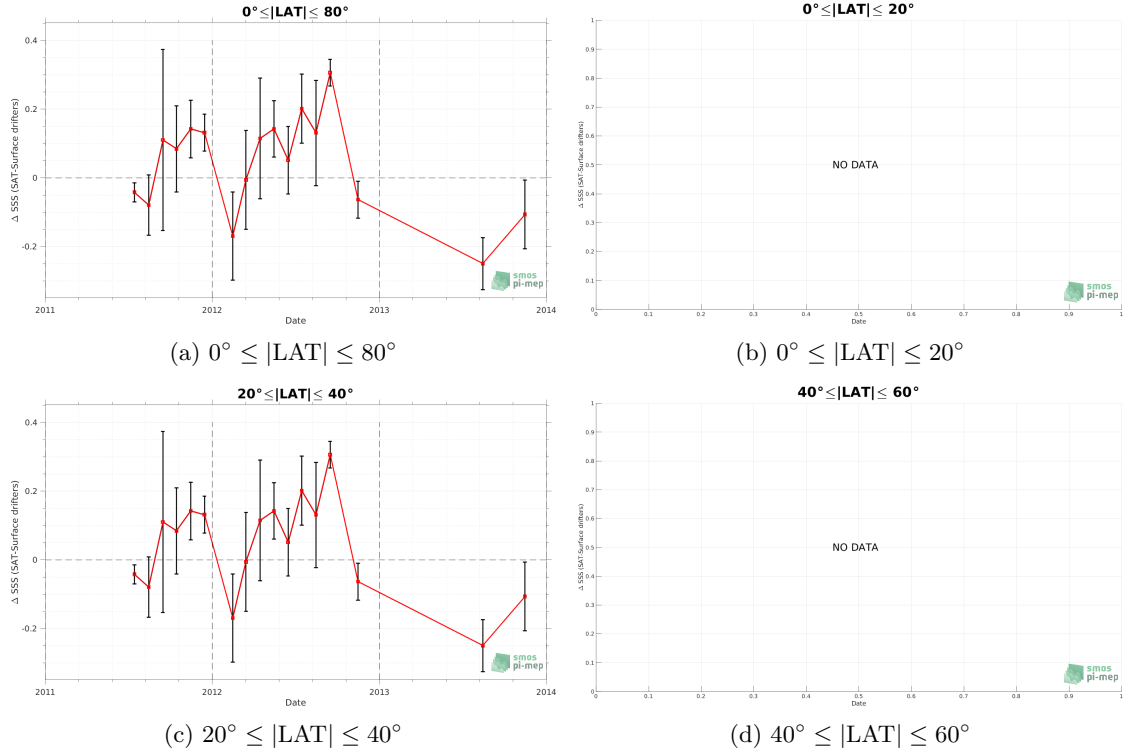 0°≤|LAT|≤ 80°
0.4
0.2
0
-0.2
Δ SSS (SAT-Surface drifters)
smos
pi-mep
2011
2012
2013
2014
Date
(a) 0° ≤ |LAT| ≤ 80°
0°≤|LAT|≤ 20°
1
0.9
0.8
0.7
0.6
0.5
0.4
0.3
0.2
0.1
0
Δ SSS (SAT-Surface drifters)
NO DATA
smos
pi-mep
0
0.1
0.2
0.3
0.4
0.5
0.6
0.7
0.8
0.9
1
Date
(b) 0° ≤ |LAT| ≤ 20°
20°≤|LAT|≤ 40°
0.4
0.2
0
-0.2
Δ SSS (SAT-Surface drifters)
smos
pi-mep
2011
2012
2013
2014
Date
(c) 20° ≤ |LAT| ≤ 40°
40°≤|LAT|≤ 60°
1
0.9
0.8
0.7
0.6
0.5
0.4
0.3
0.2
0.1
0
Δ SSS (SAT-Surface drifters)
NO DATA
smos
pi-mep
0
0.1
0.2
0.3
0.4
0.5
0.6
0.7
0.8
0.9
1
Date
(d) 40° ≤ |LAT| ≤ 60°